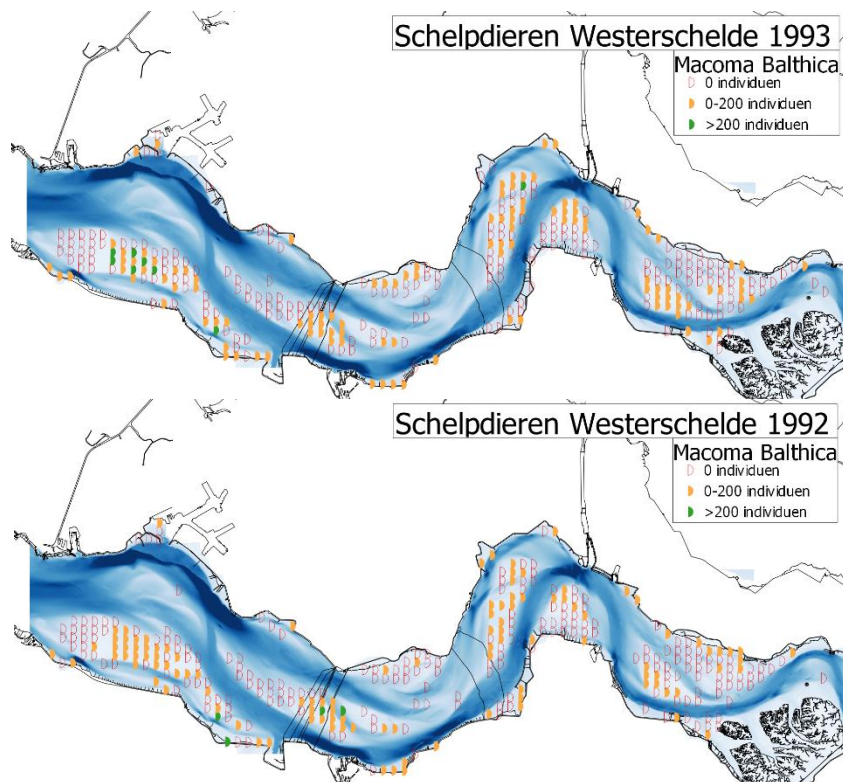 Schelpdieren Westerschelde 1993
Macoma Balthica
0 individuen
0-200 individuen
>200 individuen
Schelpdieren Westerschelde 1992
Macoma Balthica
0 individuen
0-200 individuen
>200 individuen